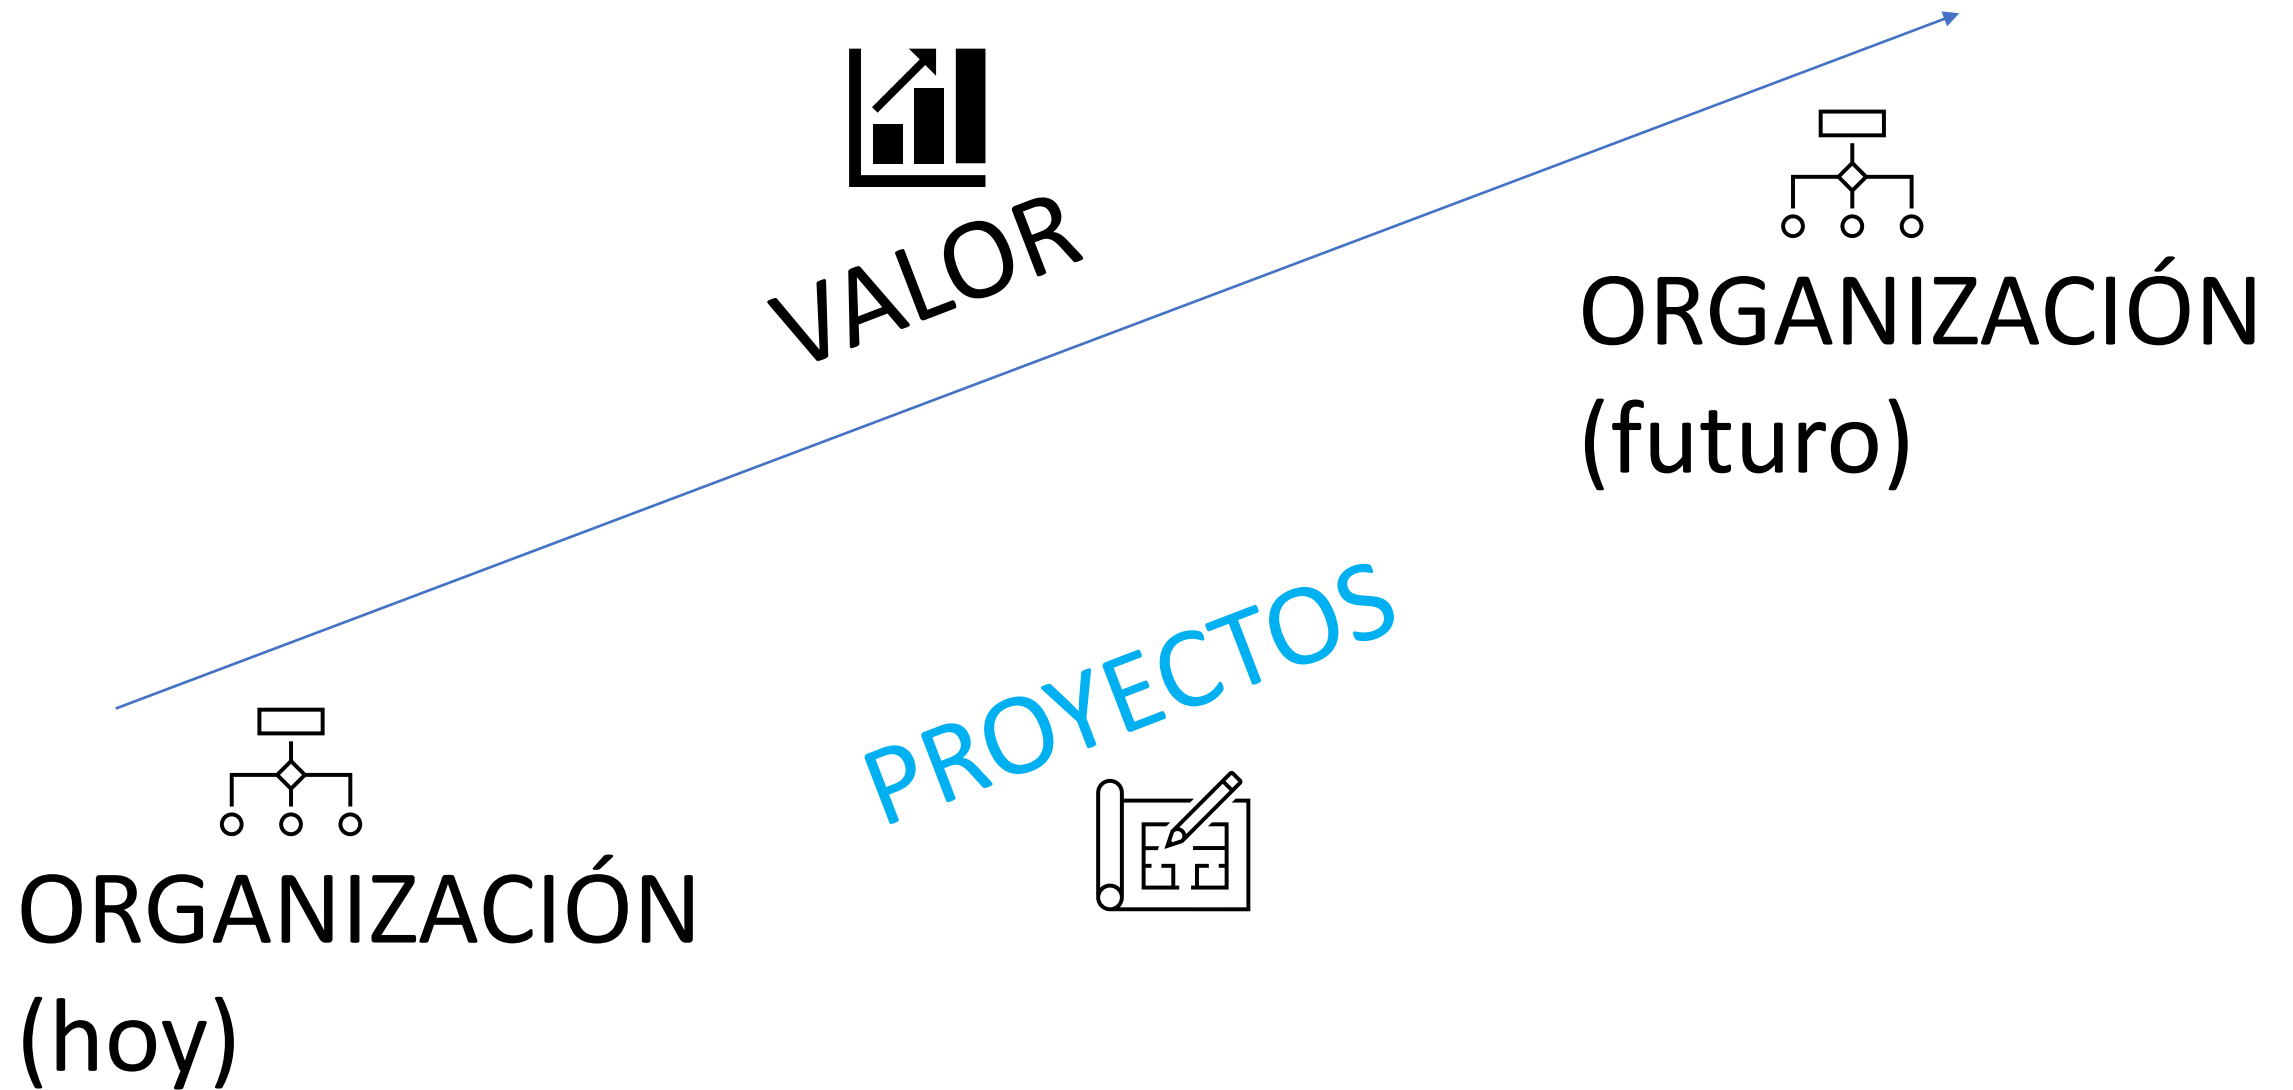 VALOR
ORGANIZACIÓN
(futuro)
PROYECTOS
ORGANIZACIÓN
(hoy)